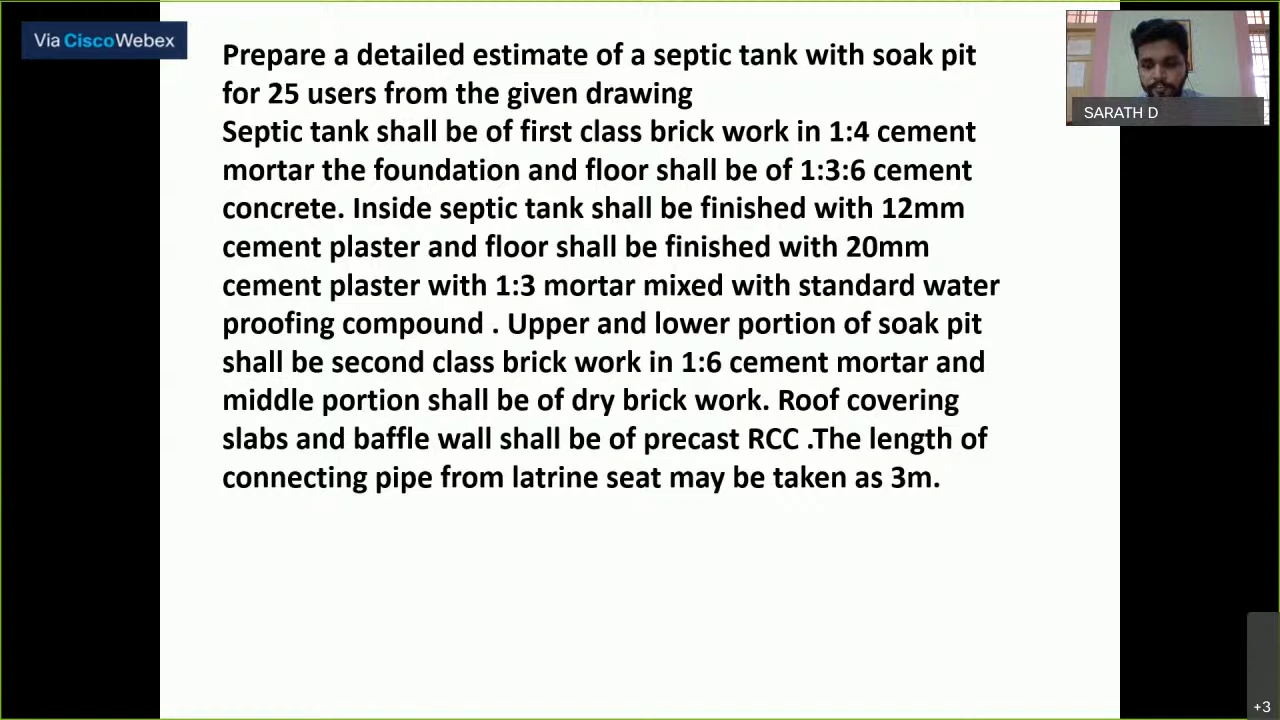 Via CiscoWebex
Prepare a detailed estimate of a septic tank with soak pit
for 25 users from the given drawing
Septic tank shall be of first class brick work in 1:4 cement
mortar the foundation and floor shall be of 1:3:6 cement
concrete. Inside septic tank shall be finished with 12mm
cement plaster and floor shall be finished with 20mm
cement plaster with 1:3 mortar mixed with standard water
proofing compound . Upper and lower portion of soak pit
shall be second class brick work in 1:6 cement mortar and
middle portion shall be of dry brick work. Roof covering
slabs and baffle wall shall be of precast RCC .The length of
connecting pipe from latrine seat may be taken as 3m.
SARATH D
+3